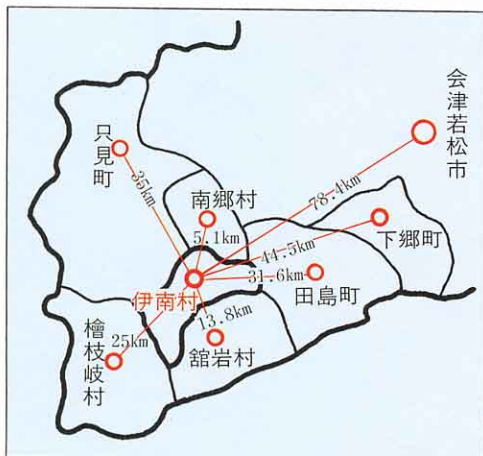 会津若松市
只見町
35km
南郷村
5.1km
78.4km
44.5km
下郷町
31.6km
田島町
伊南村
13.8km
舘岩村
25km
檜枝岐村